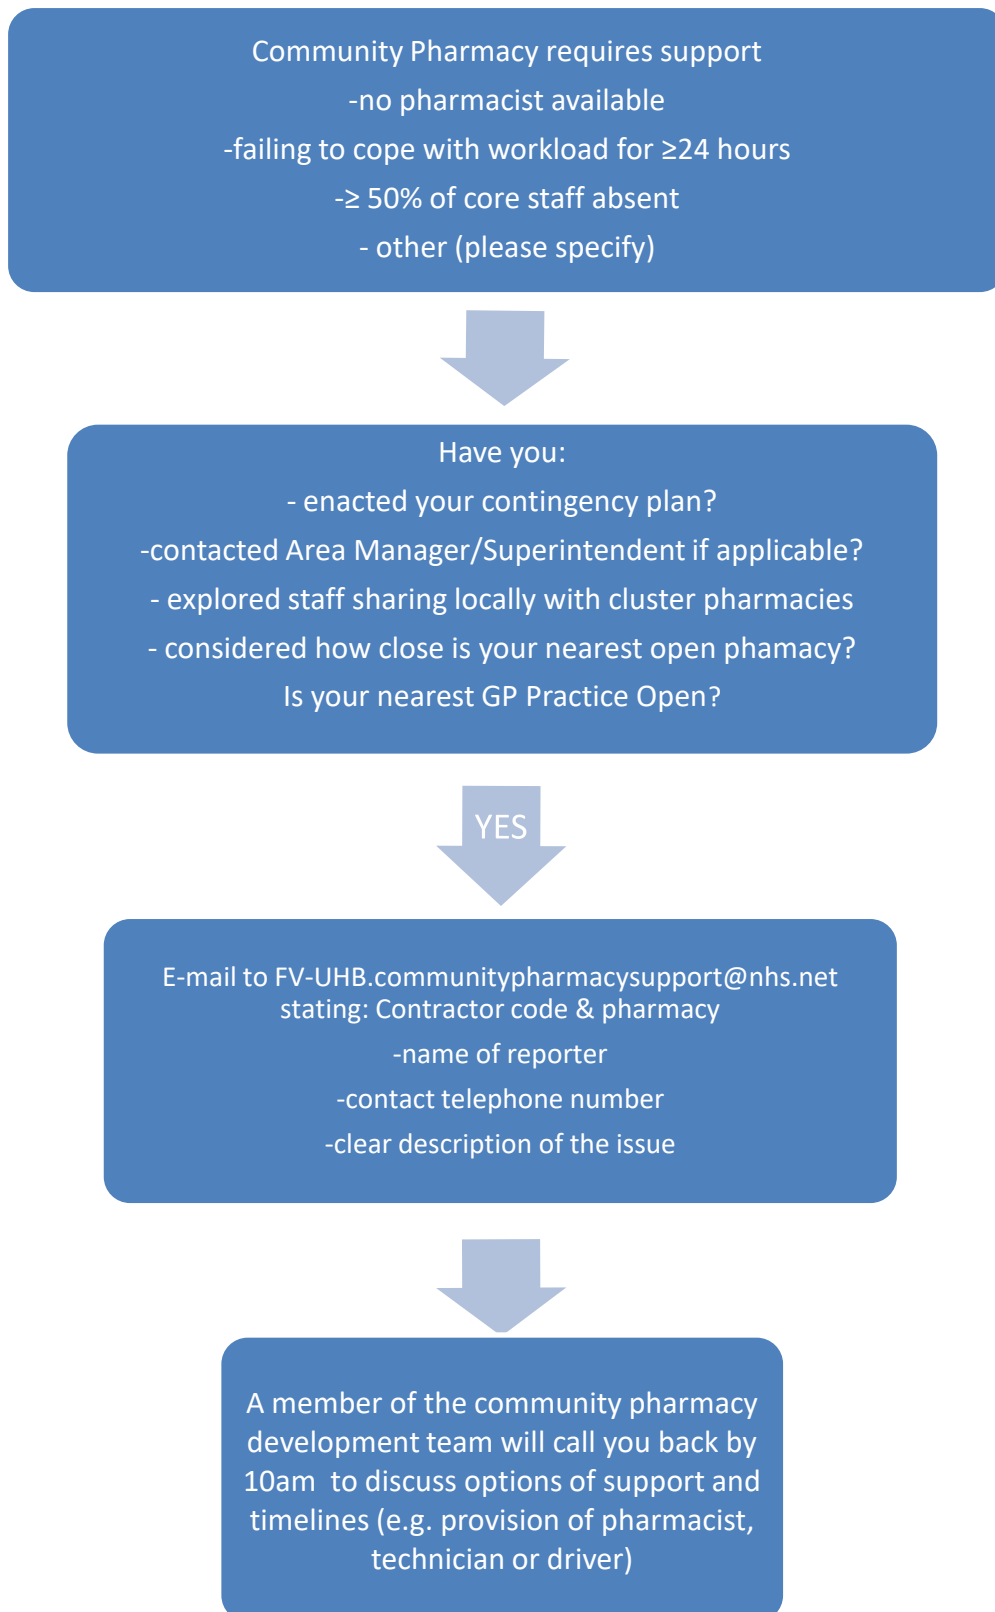 Community Pharmacy requires support
-no pharmacist available
-failing to cope with workload for ≥24 hours
-≥ 50% of core staff absent
- other (please specify)
Have you:
- enacted your contingency plan?
-contacted Area Manager/Superintendent if applicable?
- explored staff sharing locally with cluster pharmacies
- considered how close is your nearest open phamacy?
Is your nearest GP Practice Open?
YES
E-mail to FV-UHB.communitypharmacysupport@nhs.net
stating: Contractor code & pharmacy
-name of reporter
-contact telephone number
-clear description of the issue
A member of the community pharmacy
development team will call you back by
10am  to discuss options of support and
timelines (e.g. provision of pharmacist,
technician or driver)